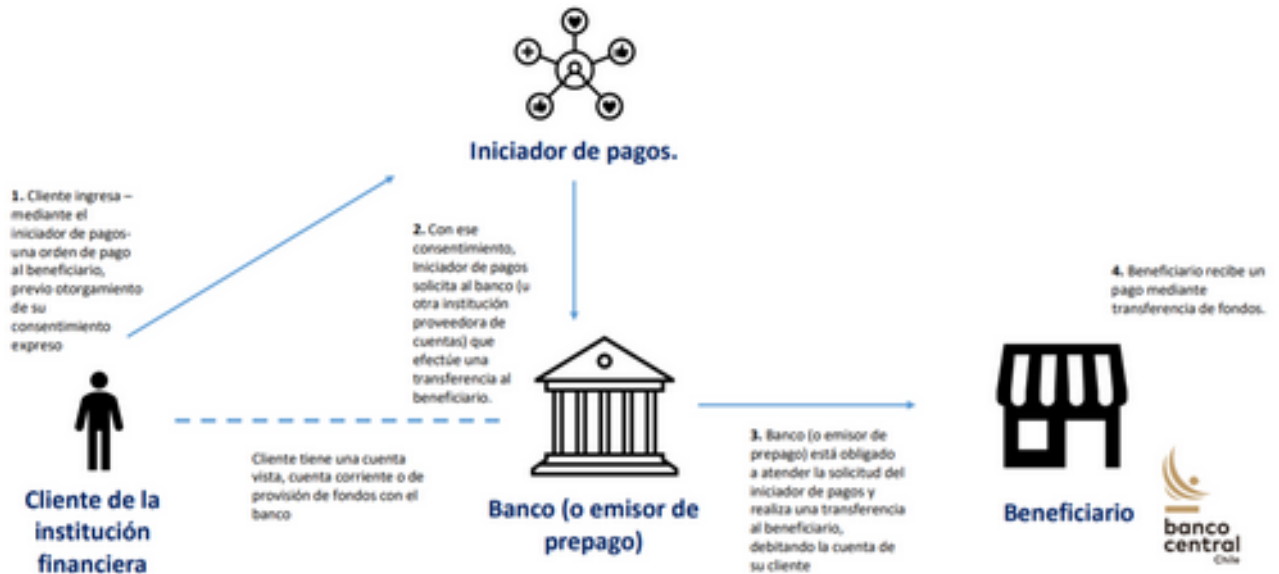 Iniciador de pagos.
1. Cliente ingresa –
mediante el
iniciador de pagos-
una orden de pago
al beneficiario,
previo otorgamiento
de su
consentimiento
expreso
2. Con ese
consentimiento,
Iniciador de pagos
solicita al banco (u
otra institución
proveedora de
cuentas) que
efectúe una
transferencia al
beneficiario.
4. Beneficiario recibe un
pago mediante
transferencia de fondos.
Cliente tiene una cuenta
vista, cuenta corriente o de
provisión de fondos con el
banco
3. Banco (o emisor de
prepago) está obligado
a atender la solicitud del
iniciador de pagos y
realiza una transferencia
al beneficiario,
debitando la cuenta de
su cliente
Cliente de la
institución
financiera
Banco (o emisor de
prepago)
Beneficiario
banco
central
Chile